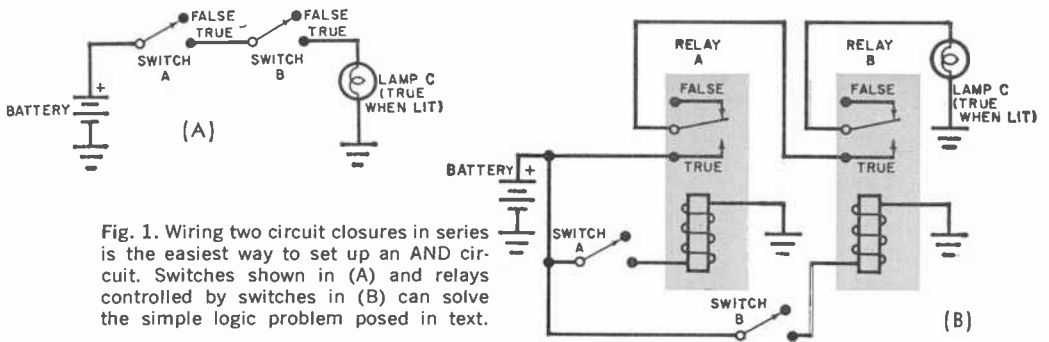 FALSE
TRUE
SWITCH
A
FALSE
TRUE
SWITCH
B
+
BATTERY
LAMP C
(TRUE
WHEN LIT)
(A)
RELAY
A
RELAY
B
FALSE
TRUE
FALSE
TRUE
LAMP C
(TRUE
WHEN LIT)
BATTERY
+
SWITCH
A
SWITCH
B
(B)
Fig. 1. Wiring two circuit closures in series
is the easiest way to set up an AND cir-
cuit. Switches shown in (A) and relays
controlled by switches in (B) can solve
the simple logic problem posed in text.